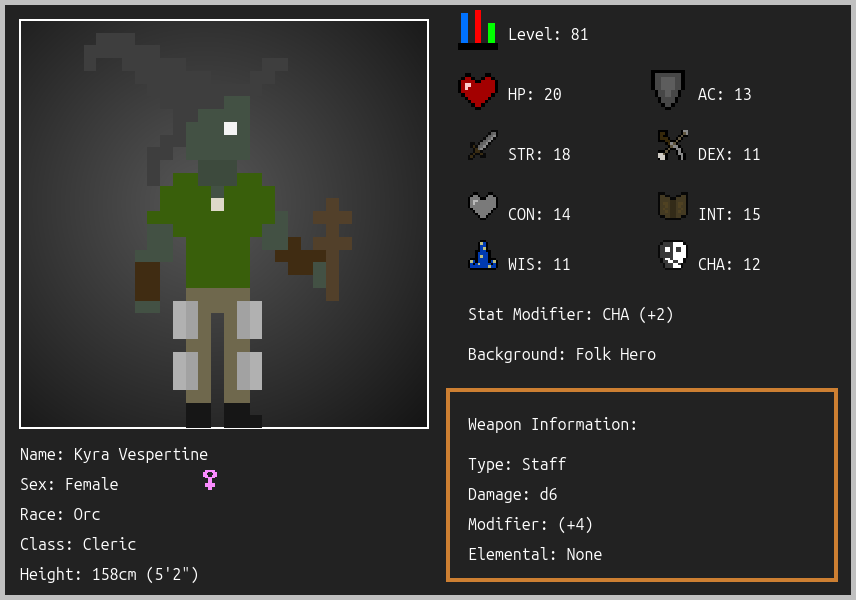 Level: 81
HP: 20
AC: 13
STR: 18
DEX: 11
CON: 14
INT: 15
WIS: 11
CHA: 12
Stat Modifier: CHA (+2)
Background: Folk Hero
Weapon Information:
Type: Staff
Damage: d6
Modifier: (+4)
Elemental: None
Name: Kyra Vespertine
Sex: Female
Race: Orc
Class: Cleric
Height: 158cm (5'2")